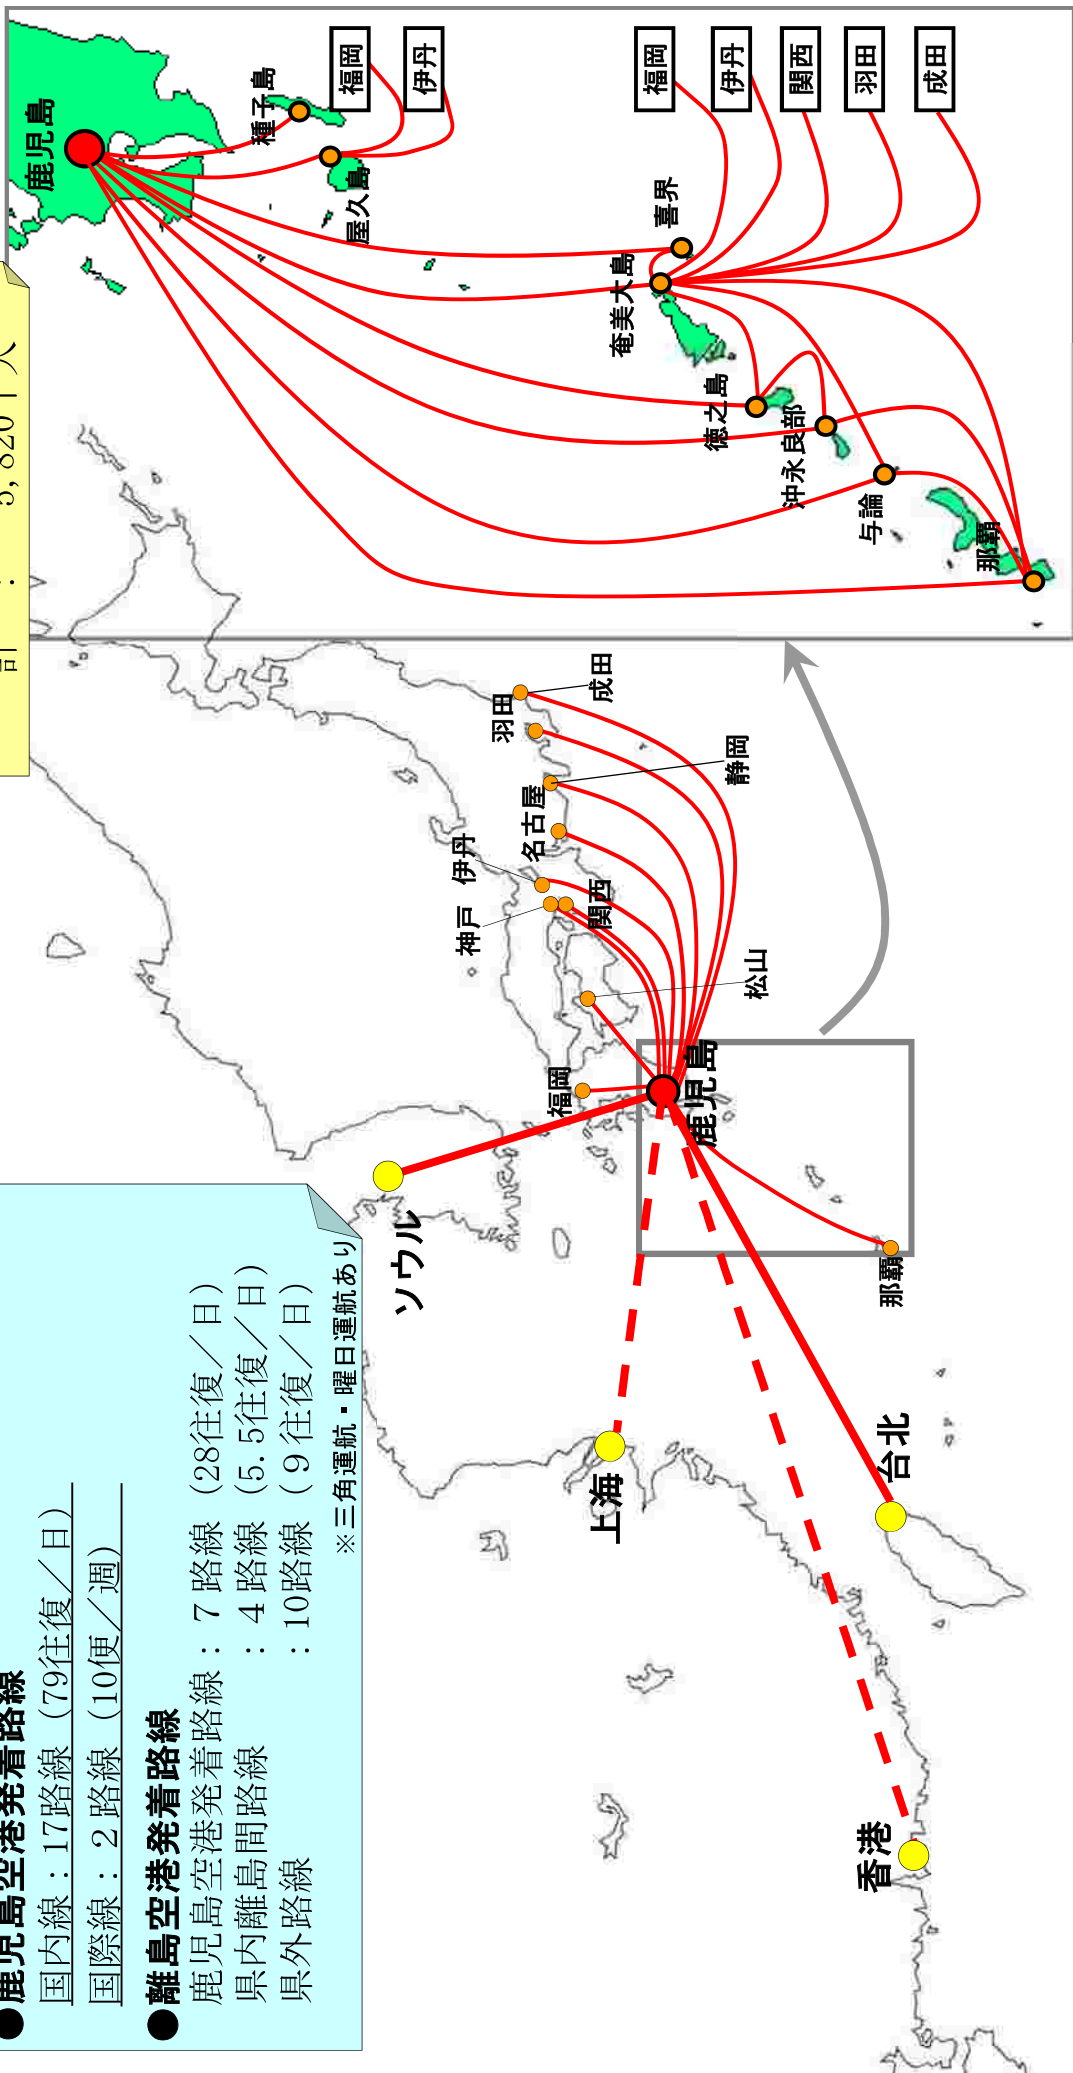 ●鹿児島空港発着路線
国内線：17路線（79往復／日）
国際線：２路線（10便／週）
●離島空港発着路線
鹿児島空港発着路線：７路線（28往復／日）
県内離島間路線：４路線（5.5往復／日）
県外路線：10路線（９往復／日）
※三角運航・曜日運航あり
計：5,820千人
ソウル
上海
香港
台北
那覇
鹿児島
福岡
松山
神戸
伊丹
関西
名古屋
静岡
羽田
成田
鹿児島
種子島
屋久島
福岡
伊丹
喜界
奄美大島
徳之島
沖永良部
与論
那覇
福岡
伊丹
関西
羽田
成田